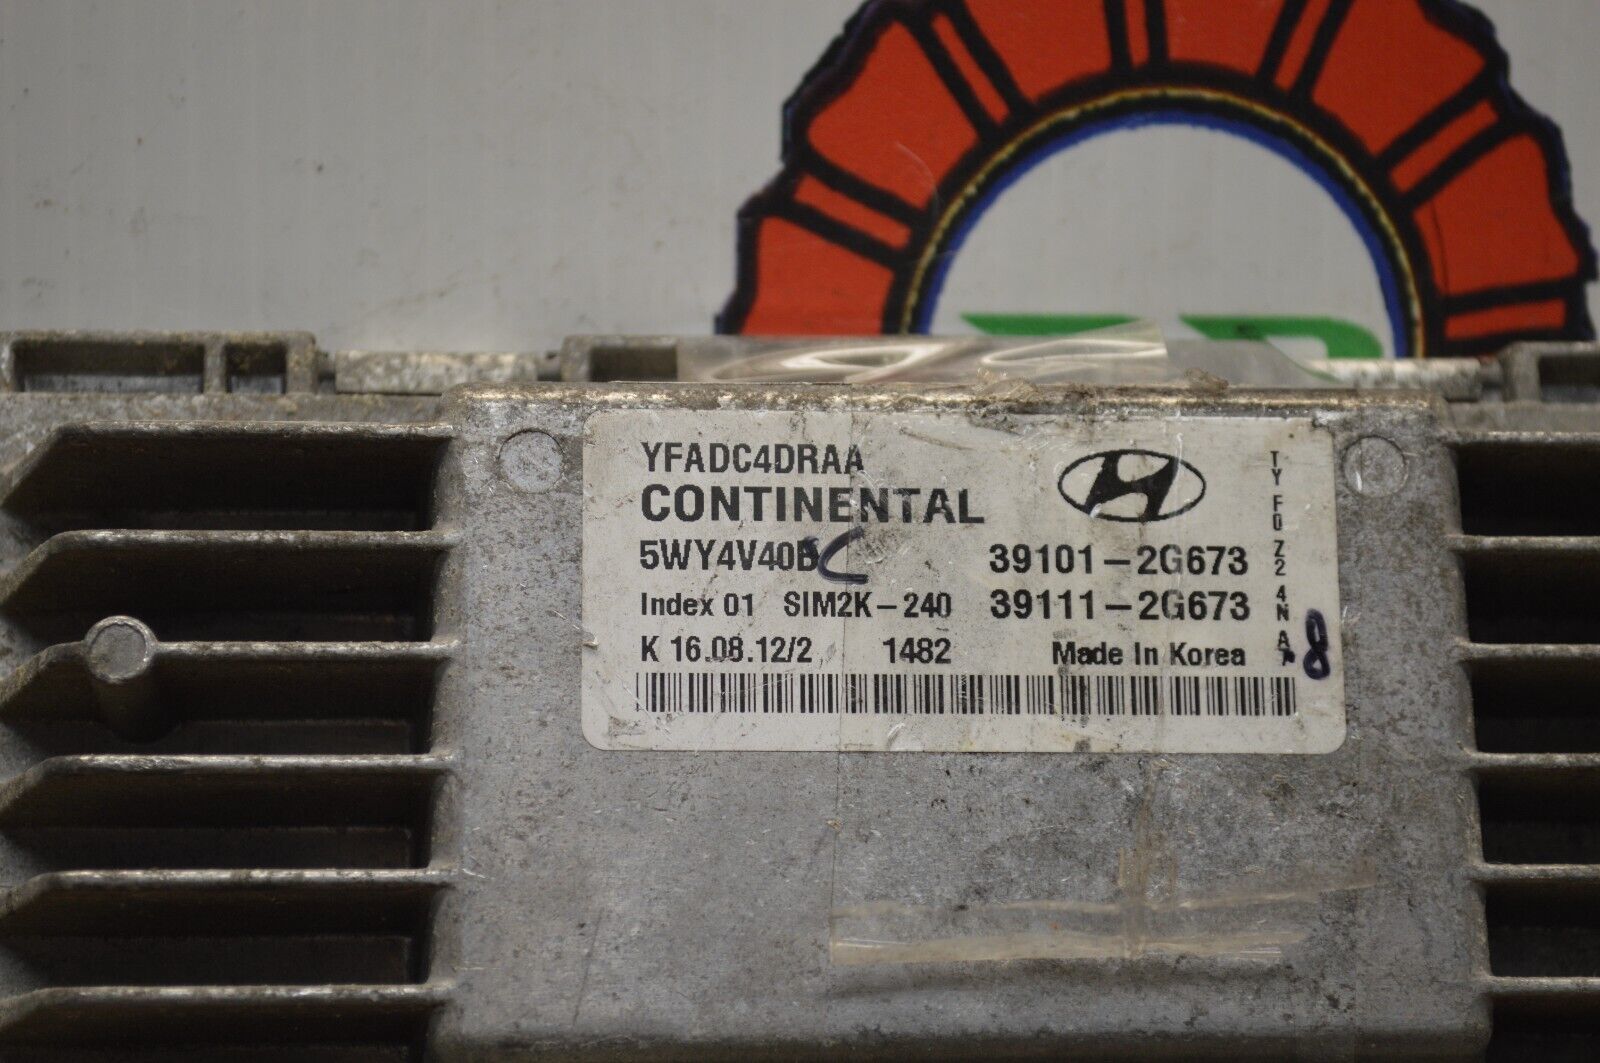 YFADC4DRAA
CONTINENTAL
5WY4V40B C
39101-2G673
Index 01 SIM2K-240
39111-2G673
K 16.08.12/2 1482 Made In Korea
8